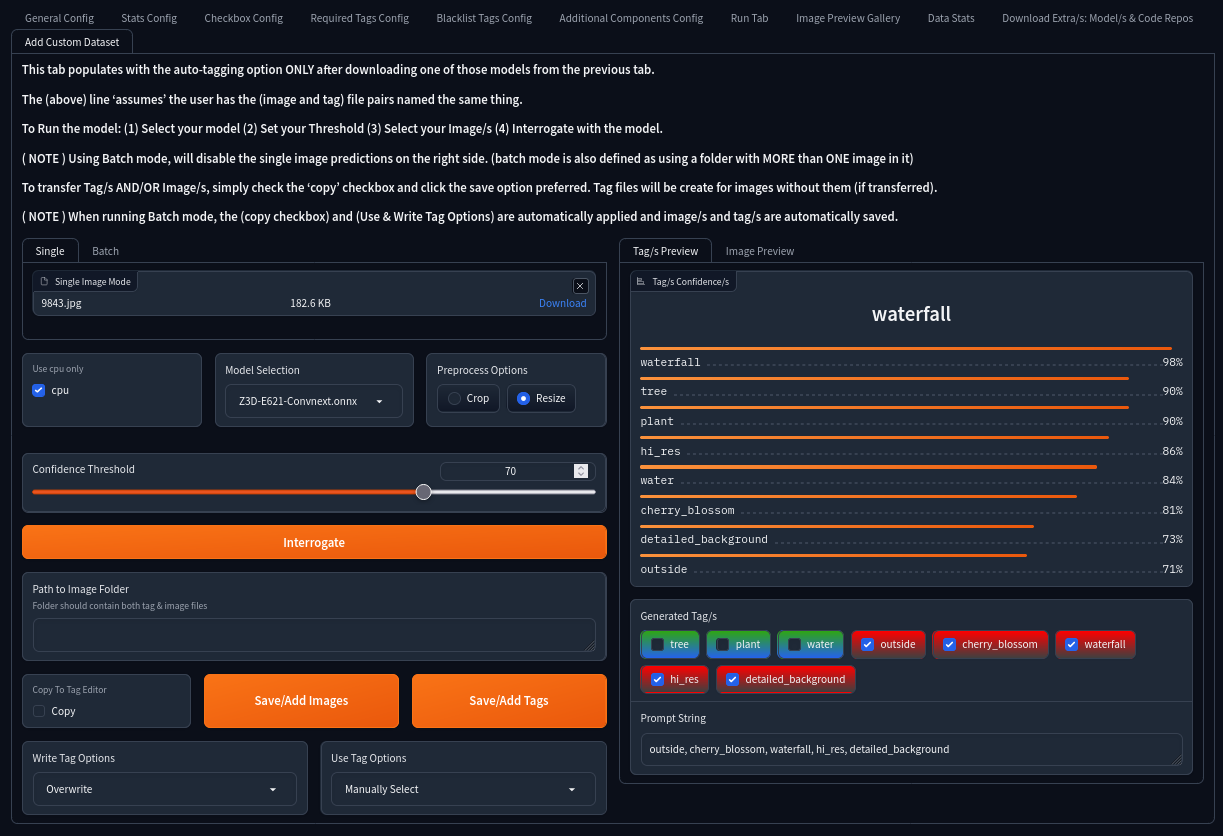 General Config Stats Config Checkbox Config Required Tags Config Blacklist Tags Config Additional Components Config Run Tab Image Preview Gallery Data Stats Download Extra/s: Model/s & Code Repos
Add Custom Dataset
This tab populates with the auto-tagging option ONLY after downloading one of those models from the previous tab.
The (above) line ‘assumes’ the user has the (image and tag) file pairs named the same thing.
To Run the model: (1) Select your model (2) Set your Threshold (3) Select your Image/s (4) Interrogate with the model.
( NOTE ) Using Batch mode, will disable the single image predictions on the right side. (batch mode is also defined as using a folder with MORE than ONE image in it)
To transfer Tag/s AND/OR Image/s, simply check the ‘copy’ checkbox and click the save option preferred. Tag files will be create for images without them (if transferred).
( NOTE ) When running Batch mode, the (copy checkbox) and (Use & Write Tag Options) are automatically applied and image/s and tag/s are automatically saved.
Single Batch
Single Image Mode
9843.jpg 182.6 KB Download
Use cpu only
cpu
Model Selection
Z3D-E621-Convnext.onnx
Preprocess Options
Crop Resize
Confidence Threshold 70
Interrogate
Path to Image Folder
Folder should contain both tag & image files
Copy To Tag Editor
Copy
Save/Add Images Save/Add Tags
Write Tag Options
Overwrite
Use Tag Options
Manually Select
Tag/s Preview Image Preview
Tag/s Confidence/s
waterfall
waterfall 98%
tree 90%
plant 90%
hi_res 86%
water 84%
cherry_blossom 81%
detailed_background 73%
outside 71%
Generated Tag/s
tree plant water outside cherry_blossom waterfall
hi_res detailed_background
Prompt String
outside, cherry_blossom, waterfall, hi_res, detailed_background